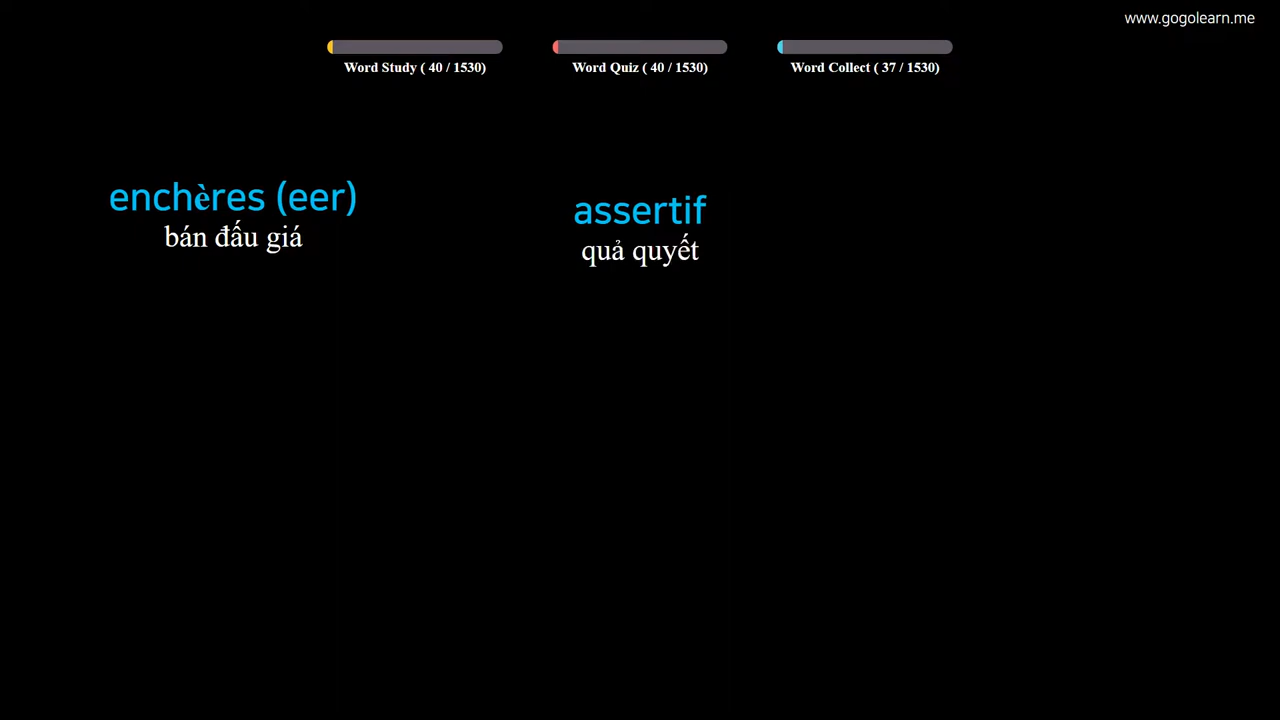 www.gogolearn.me
Word Study ( 40 / 1530)
Word Quiz ( 40 / 1530)
Word Collect ( 37 / 1530)
enchères (eer)
bán đấu giá
assertif
quả quyết